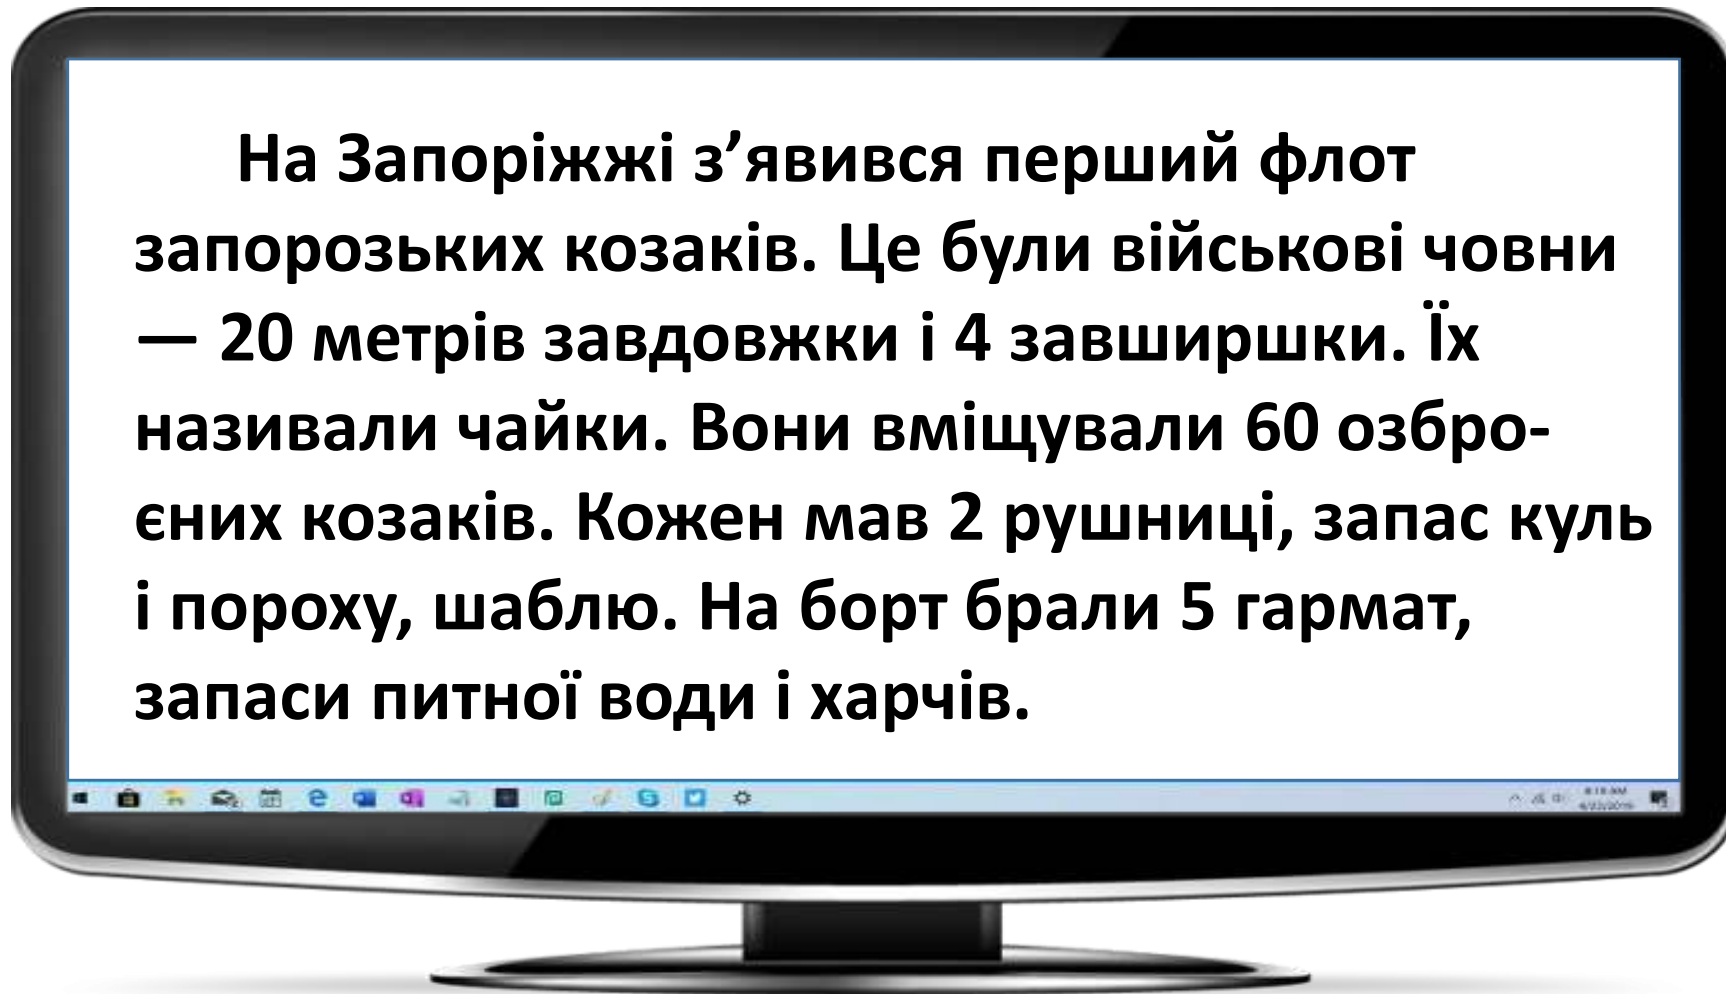 На Запоріжжі з’явився перший флот
запорозьких козаків. Це були військові човни
— 20 метрів завдовжки і 4 завширшки. Їх
називали чайки. Вони вміщували 60 озбро-
єних козаків. Кожен мав 2 рушниці, запас куль
і пороху, шаблю. На борт брали 5 гармат,
запаси питної води і харчів.